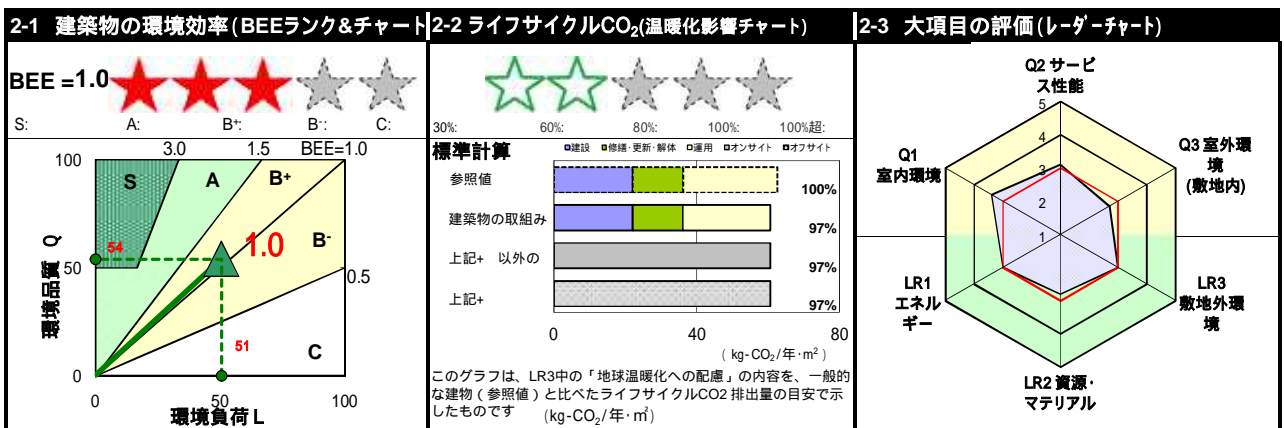 2-1 建築物の環境効率(BEEランク&チャート
BEE =1.0
S: A: B+: B-: C:
3.0 1.5 BEE=1.0
100
S A B+
B-
1.0
54
50
0.5
51
C
0
0 50 100
環境品質 Q
環境負荷 L
2-2 ライフサイクルCO2(温暖化影響チャート)
30%: 60%: 80%: 100%: 100%超:
標準計算
建設 修繕・更新・解体 運用 オンサイト オフサイト
参照値 100%
建築物の取組み 97%
上記+ 以外の 97%
上記+ 97%
0 40 80
( kg-CO2/年・m2 )
このグラフは、LR3中の「地球温暖化への配慮」の内容を、一般的
な建物(参照値)と比べたライフサイクルCO2 排出量の目安で示
したものです (kg-CO2/年・㎡)
2-3 大項目の評価(レーダーチャート)
Q2 サービ
ス性能
5
4
3
2
1
Q1
室内環境
Q3 室外環
境
(敷地内)
LR1
エネル
ギー
LR3
敷地外環
境
LR2 資源・
マテリアル